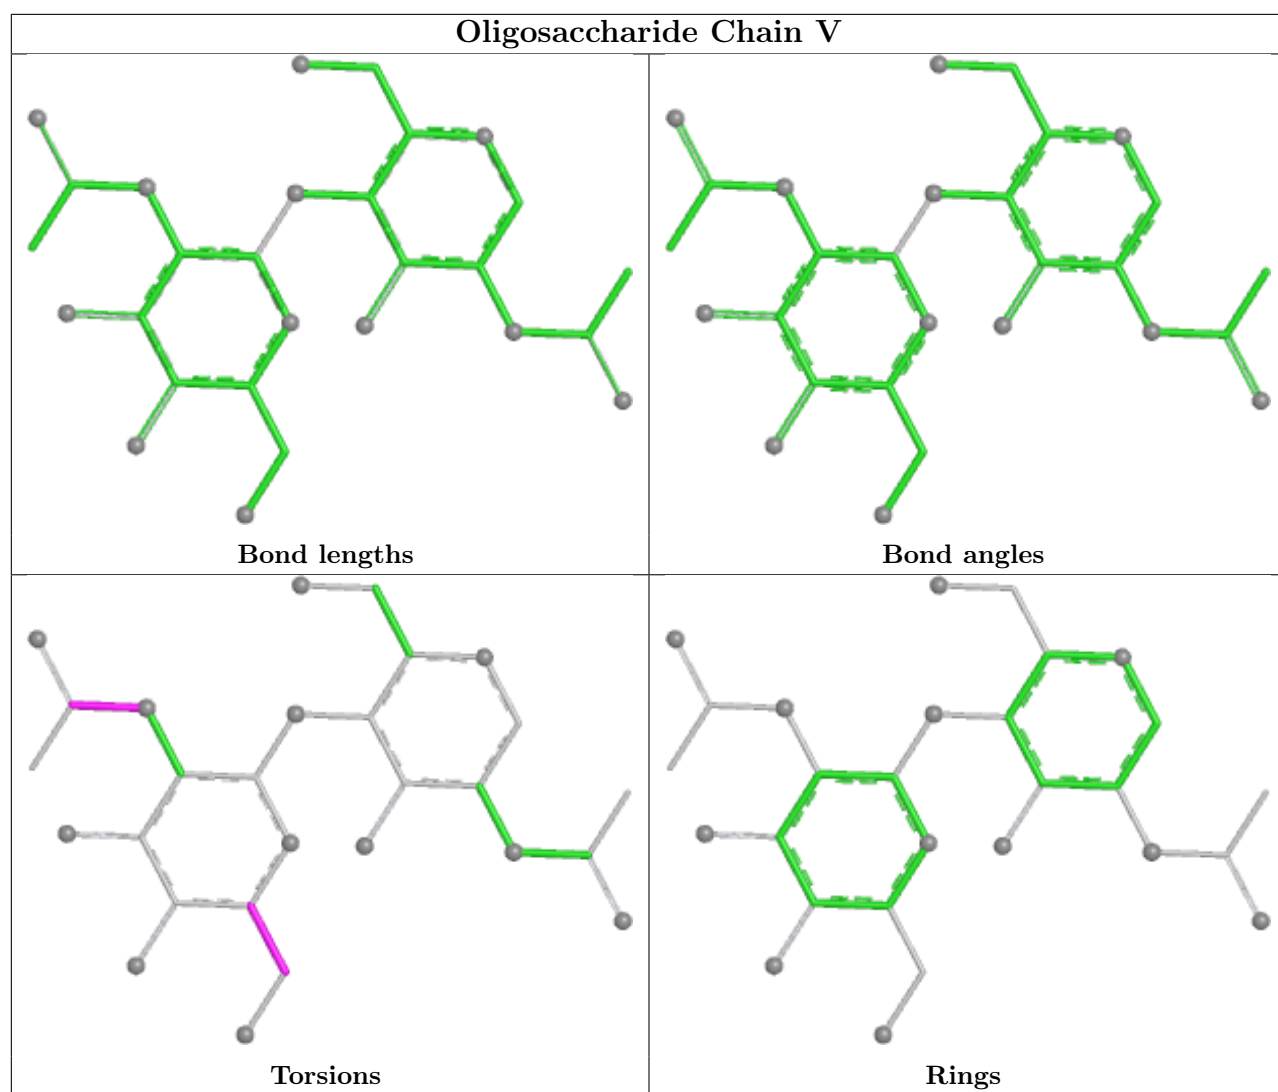 Oligosaccharide Chain V
Bond lengths
Bond angles
Torsions
Rings